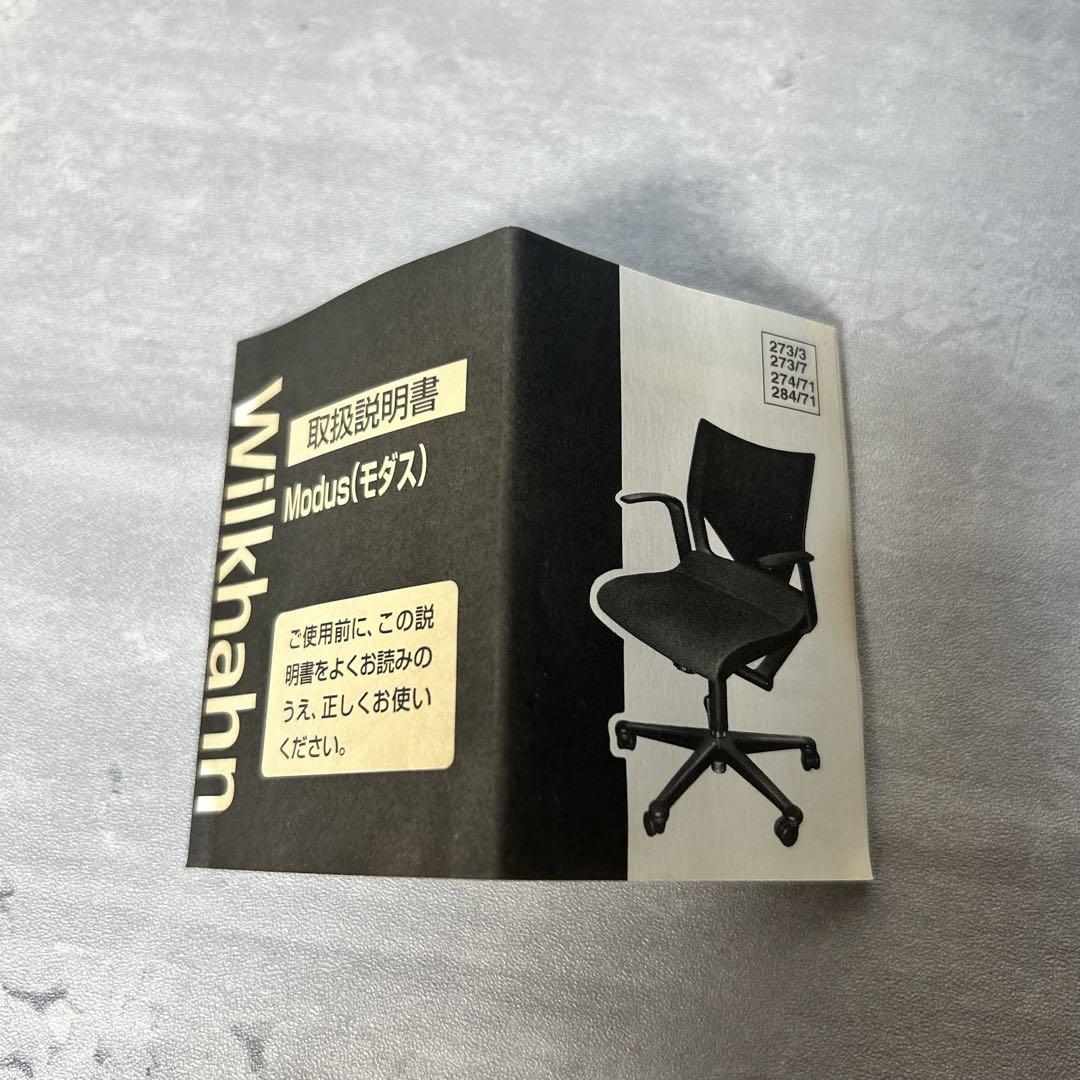 Wilkhahn
取扱説明書
Modus(モダス)
ご使用前に、この説
明書をよくお読みの
うえ、正しくお使い
ください。
273/3
273/7
274/71
284/71